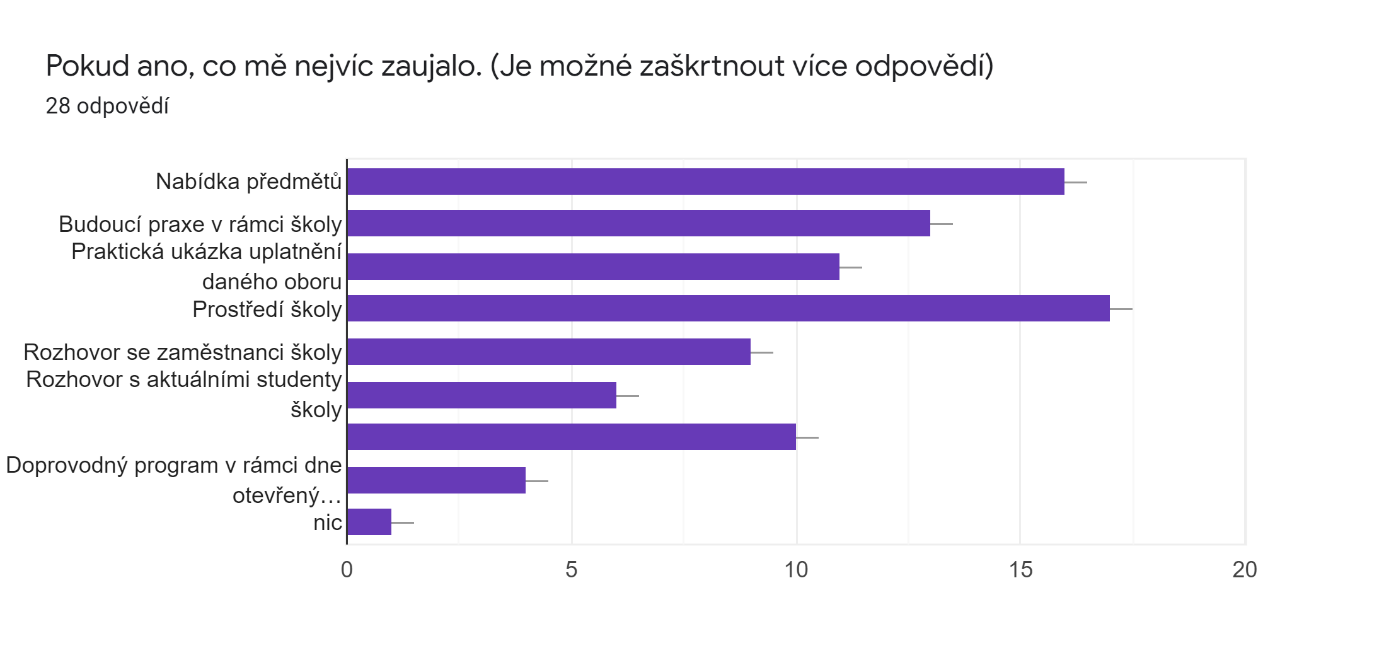 Pokud ano, co mě nejvíc zaujalo. (Je možné zaškrtnout více odpovědí)
28 odpovědí
Nabídka předmětů
Budoucí praxe v rámci školy
Praktická ukázka uplatnění
daného oboru
Prostředí školy
Rozhovor se zaměstnanci školy
Rozhovor s aktuálními studenty
školy
Doprovodný program v rámci dne
otevřený…
nic
0 5 10 15 20